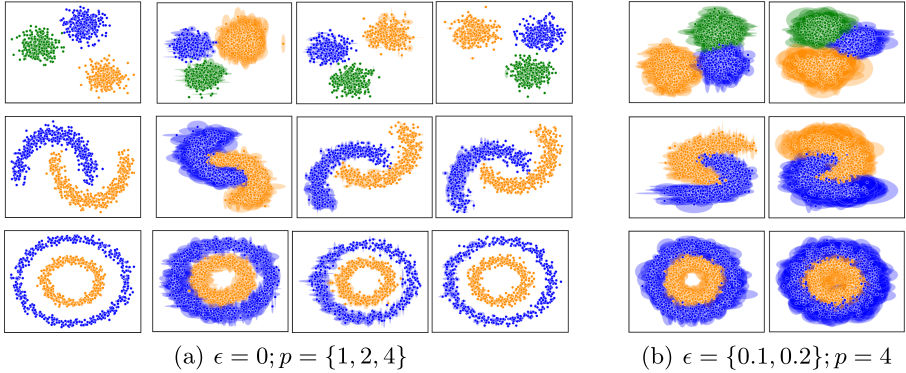 (a) ϵ = 0; p = {1, 2, 4}
(b) ϵ = {0.1, 0.2}; p = 4